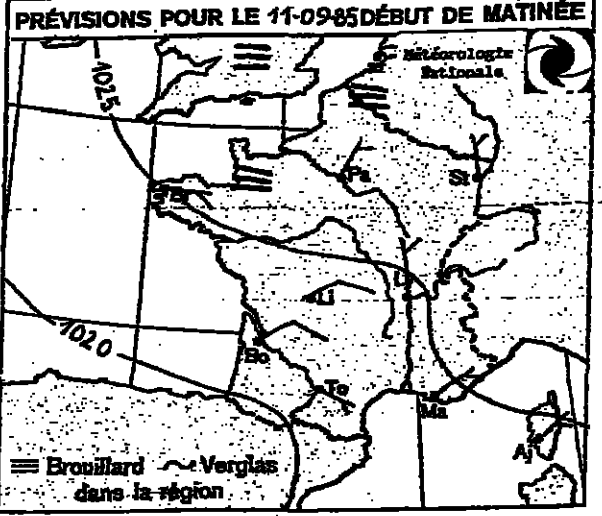 PRÉVISIONS POUR LE 11-09-85 DÉBUT DE MATINÉE
Météorologie
Nationale
1025
Pa
St
Li
1020
Bo
To
Ma
Aj
Brouillard Verglas
dans la région